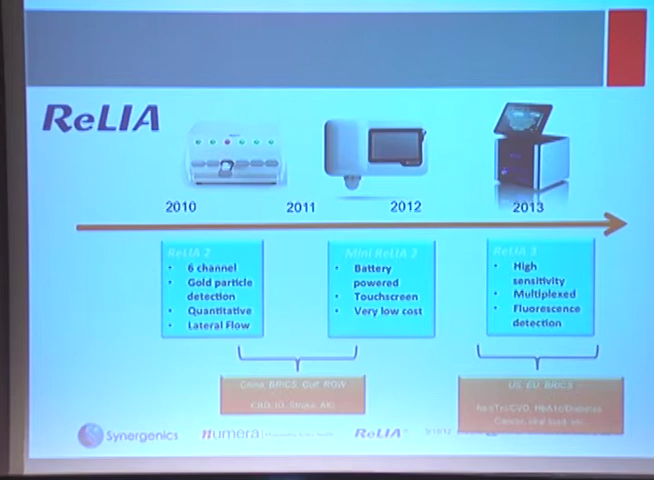 ReLIA
2010 2011 2012 2013
ReLIA 2
• 6 channel
• Gold particle
detection
• Quantitative
• Lateral Flow
Mini ReLIA 2
• Battery
powered
• Touchscreen
• Very low cost
ReLIA 3
• High
sensitivity
• Multiplexed
• Fluorescence
detection
China BRICS Gulf ROW
US EU BRICS
Synergenics numera ReLIA